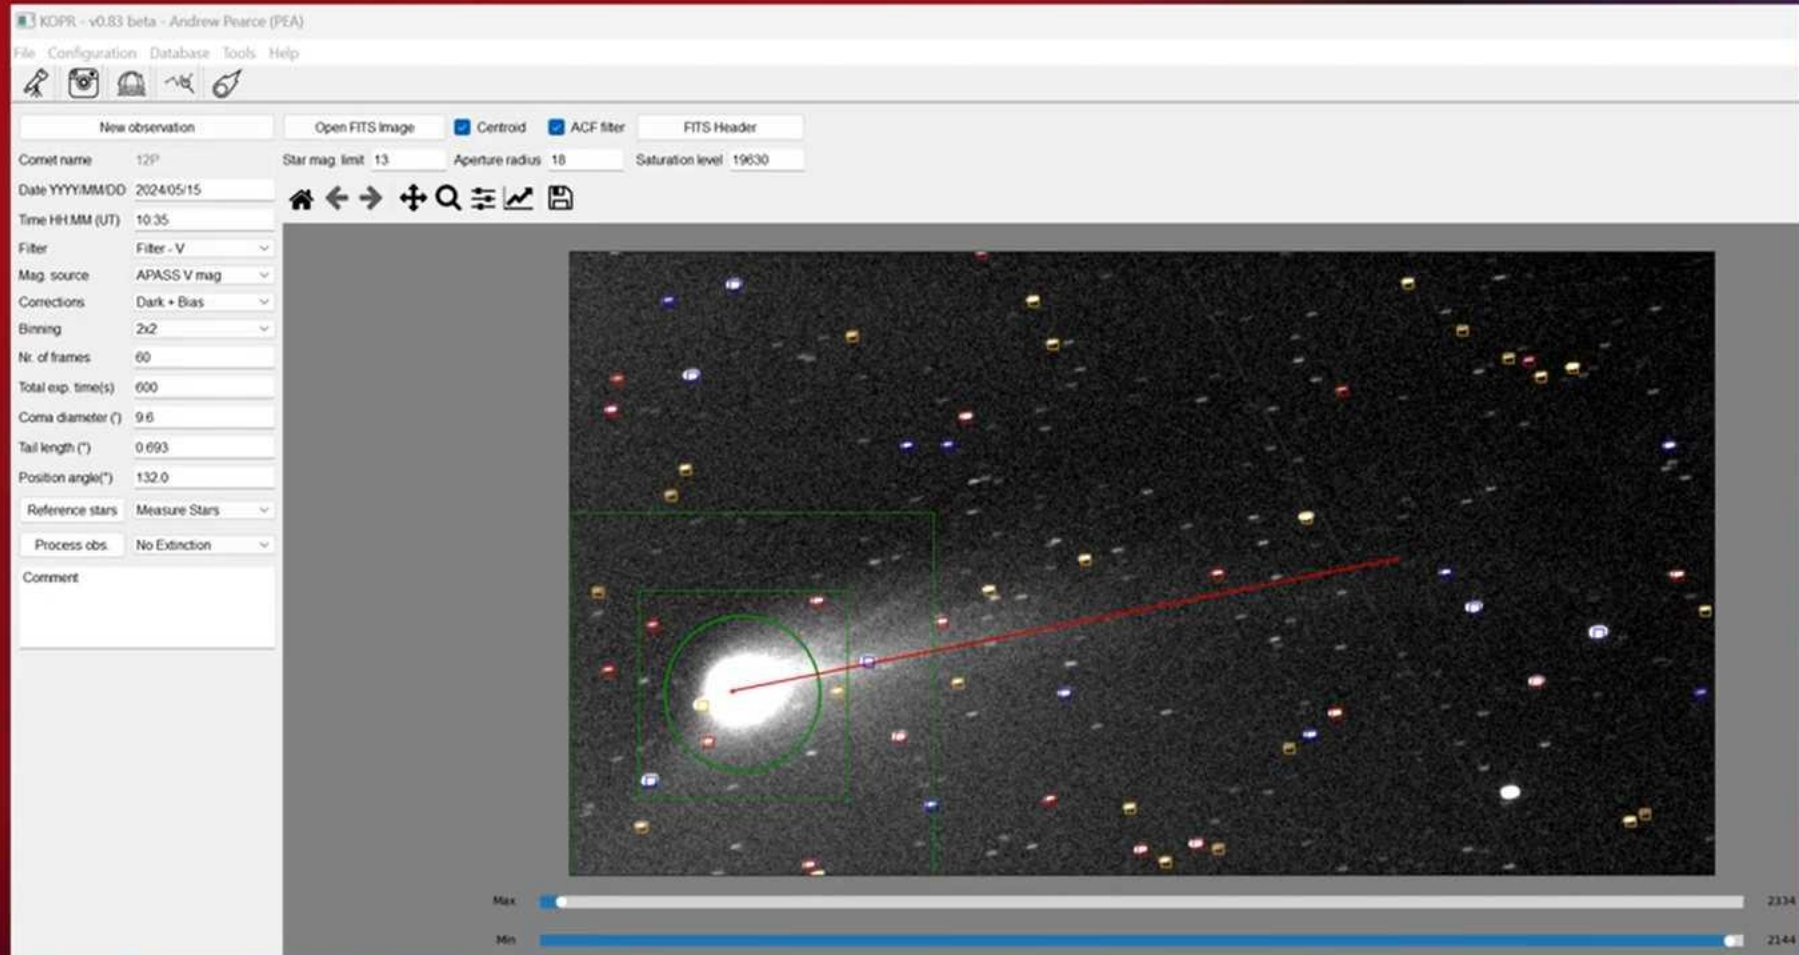 KOPR - v0.83 beta - Andrew Pearce (PEA)
File Configuration Database Tools Help
New observation Open FITS Image Centroid ACF filter FITS Header
Comet name 12P Star mag. limit 13 Aperture radius 18 Saturation level 19630
Date YYYY/MM/DD 2024/05/15
Time HH:MM (UT) 10:35
Filter Filter - V
Mag. source APASS V mag
Corrections Dark + Bias
Binning 2x2
Nr. of frames 60
Total exp. time(s) 600
Coma diameter (') 9.6
Tail length (°) 0.693
Position angle(°) 132.0
Reference stars Measure Stars
Process obs. No Extinction
Comment
Max 2334
Min 2144